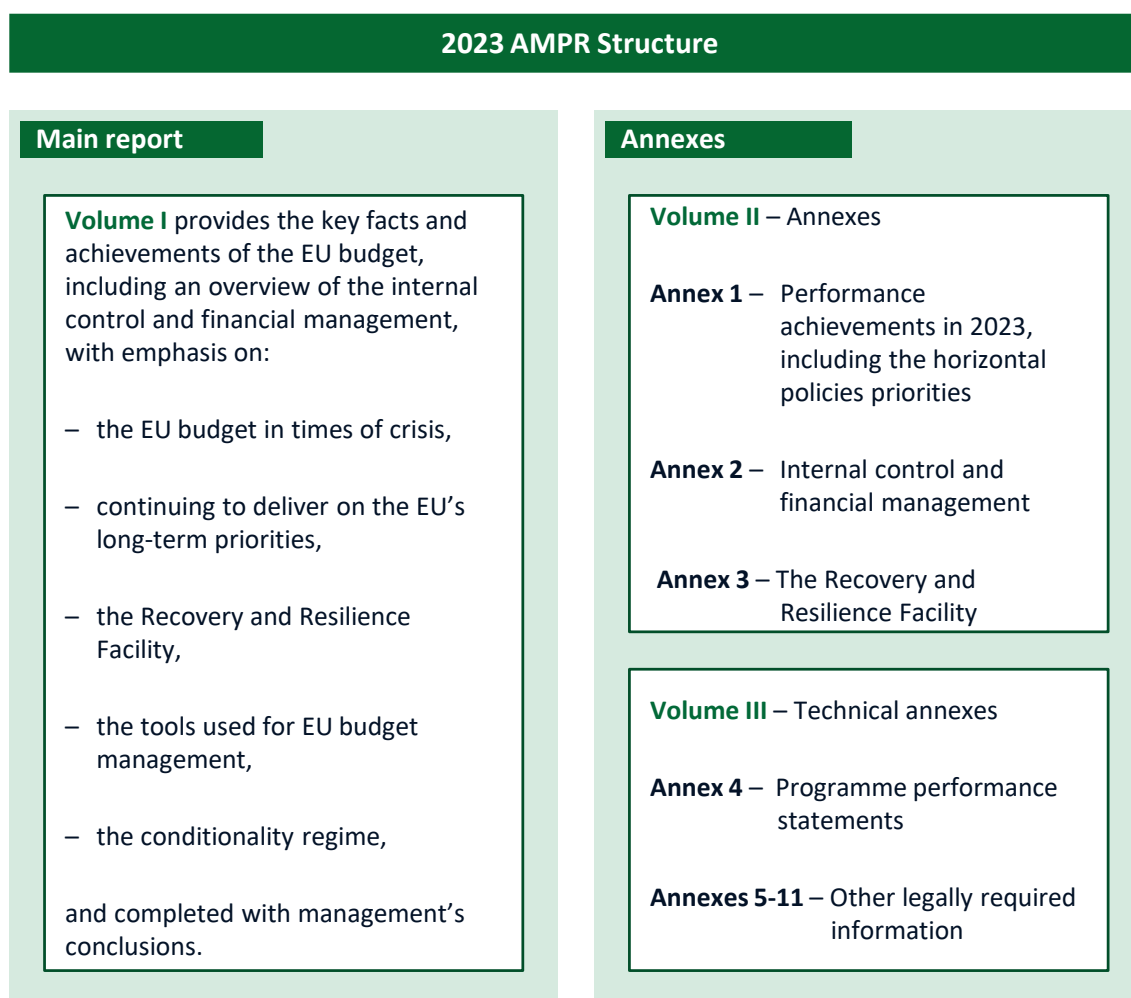 2023 AMPR Structure
Main report
Volume I provides the key facts and
achievements of the EU budget,
including an overview of the internal
control and financial management,
with emphasis on:
– the EU budget in times of crisis,
– continuing to deliver on the EU’s
long-term priorities,
– the Recovery and Resilience
Facility,
– the tools used for EU budget
management,
– the conditionality regime,
and completed with management’s
conclusions.
Annexes
Volume II – Annexes
Annex 1 – Performance
achievements in 2023,
including the horizontal
policies priorities
Annex 2 – Internal control and
financial management
Annex 3 – The Recovery and
Resilience Facility
Volume III – Technical annexes
Annex 4 – Programme performance
statements
Annexes 5-11 – Other legally required
information